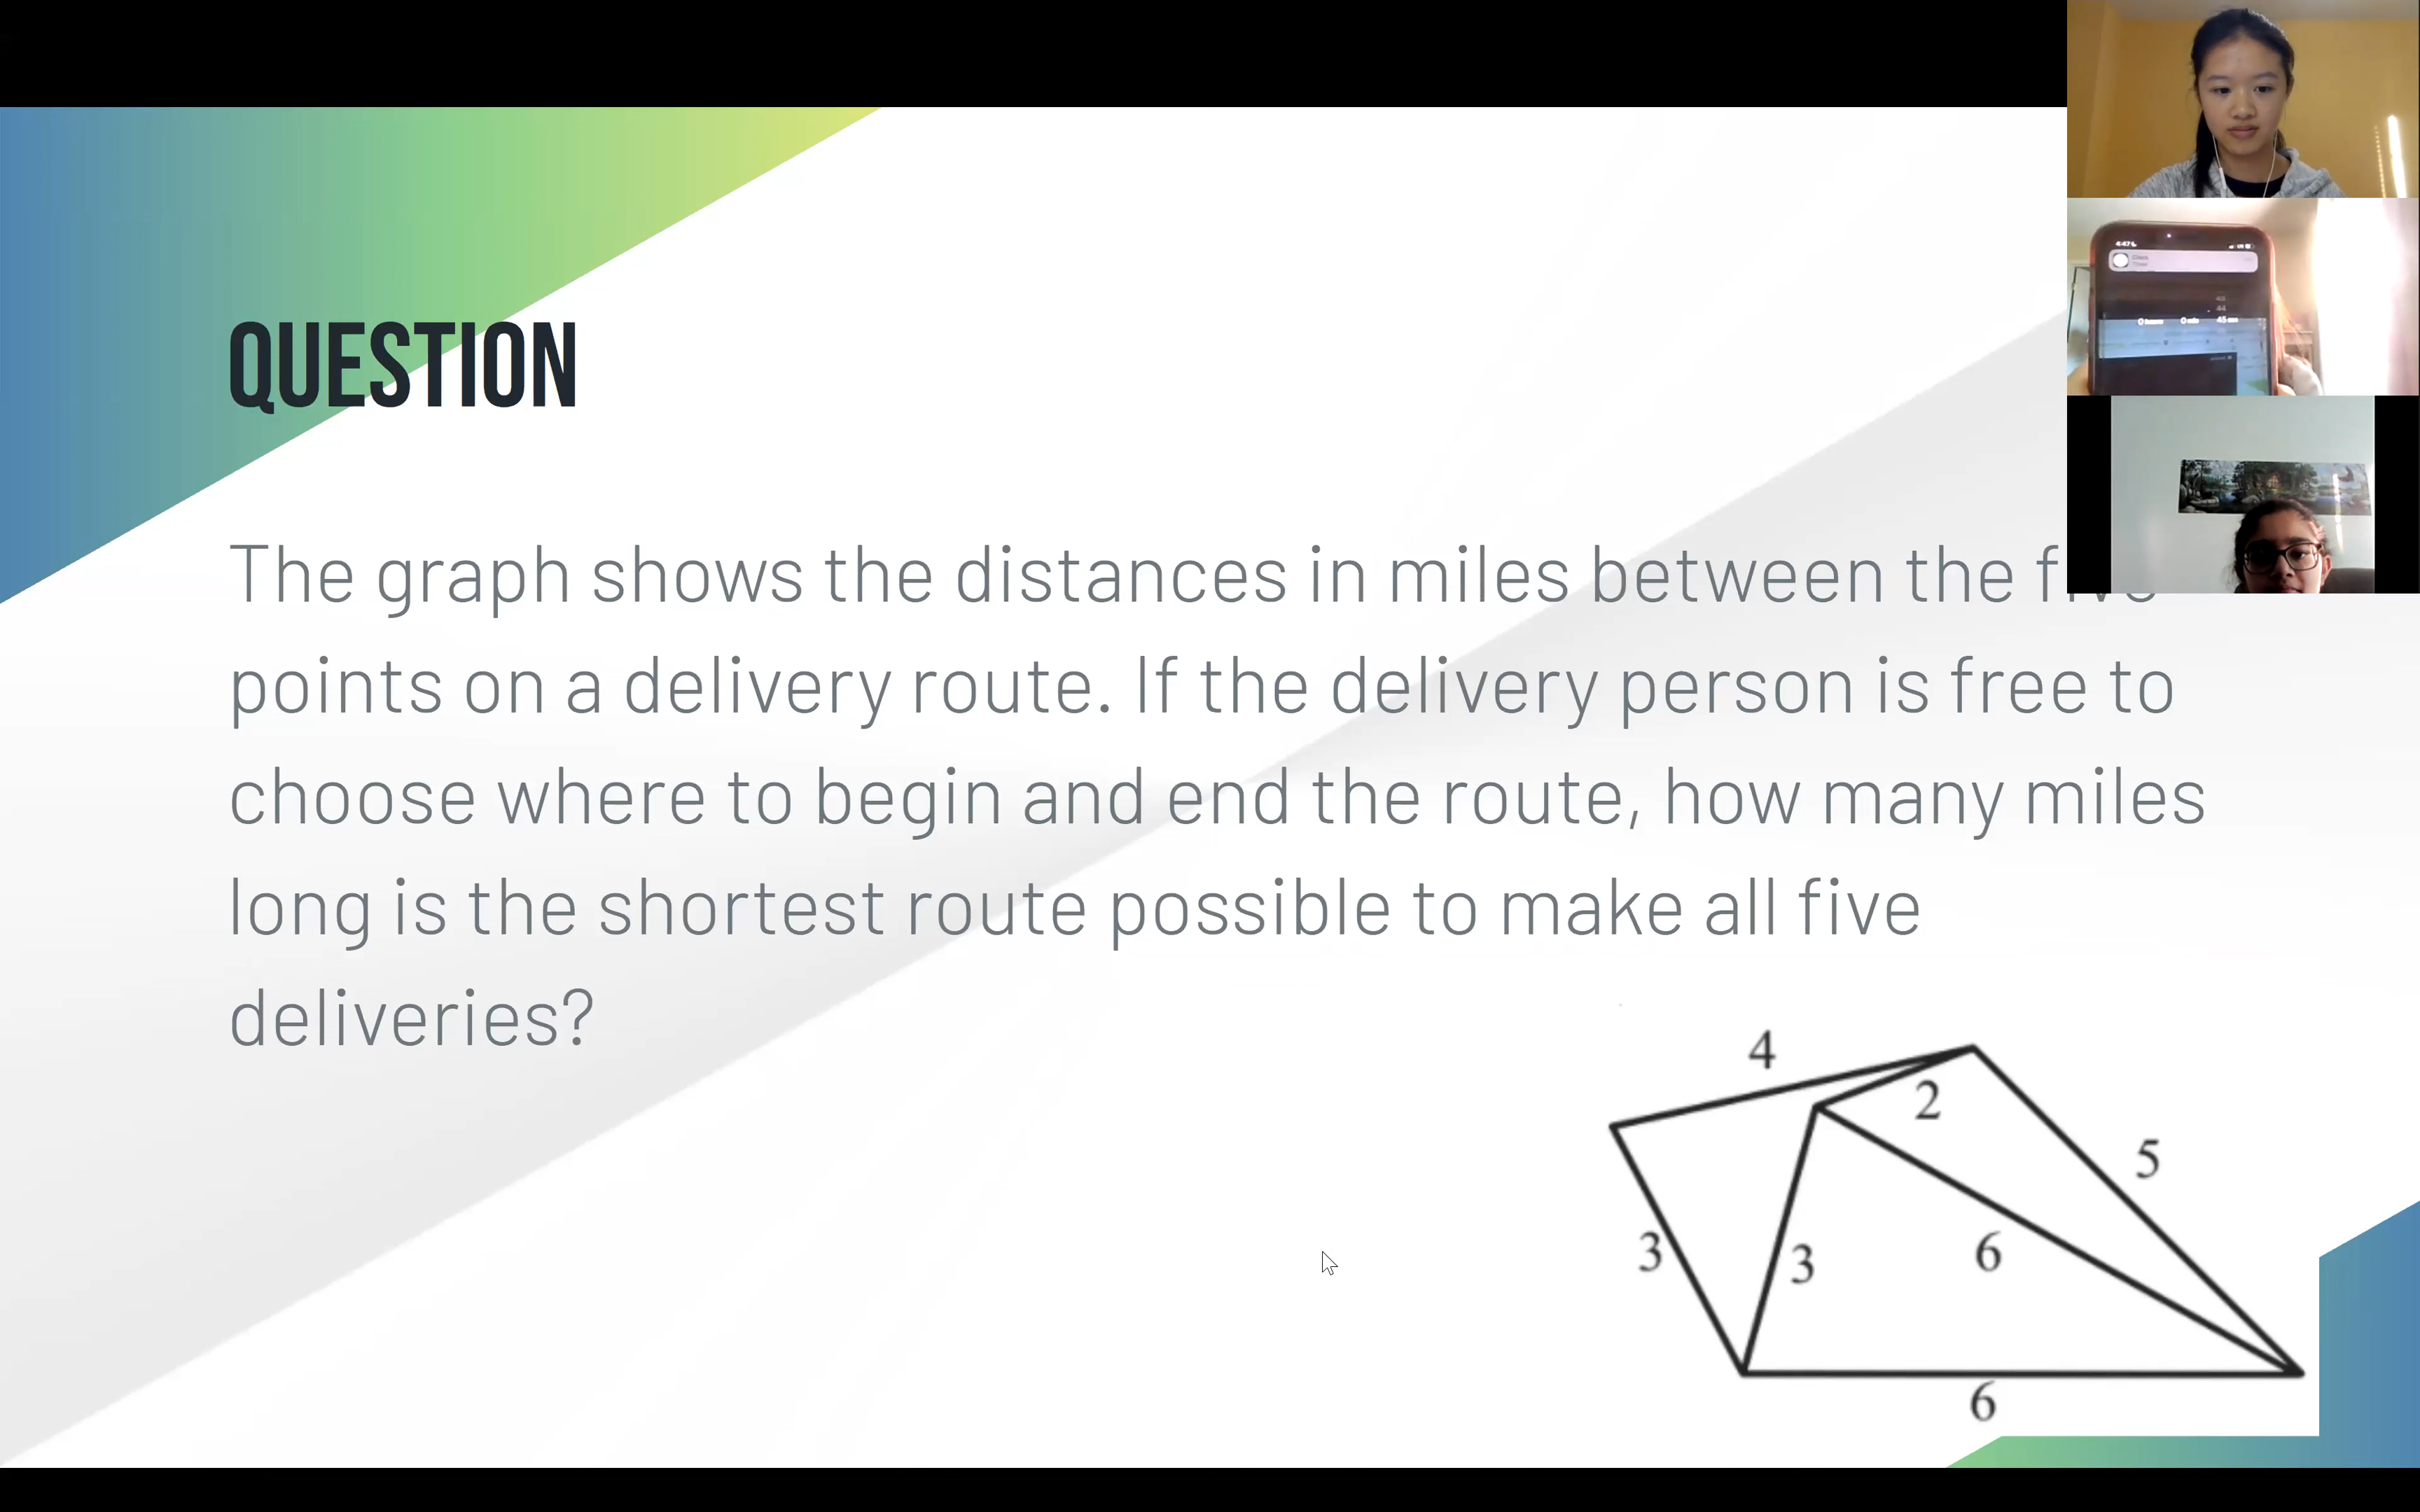 QUESTION
The graph shows the distances in miles between the
points on a delivery route. If the delivery person is free to
choose where to begin and end the route, how many miles
long is the shortest route possible to make all five
deliveries?
4
2
5
3
3
6
6
4:47